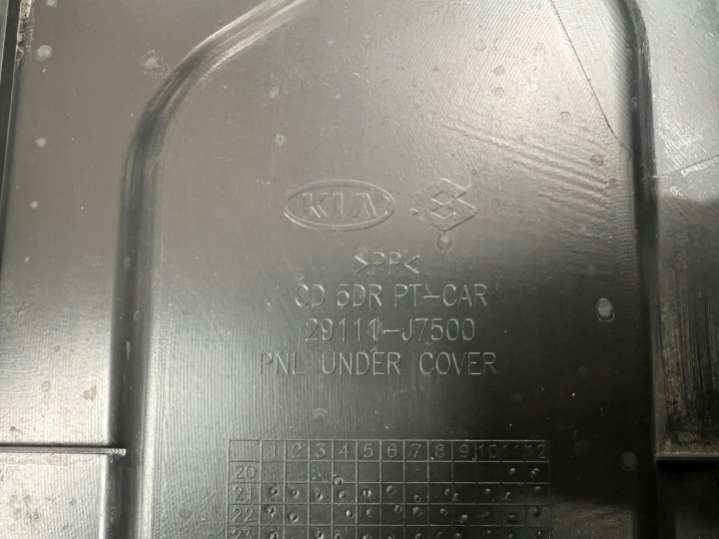 KIA
>PP<
CD 5DR PT-CAR
29111-J7500
PNL UNDER COVER
1 2 3 4 5 6 7 8 9 10 11 12
20
21
22
23